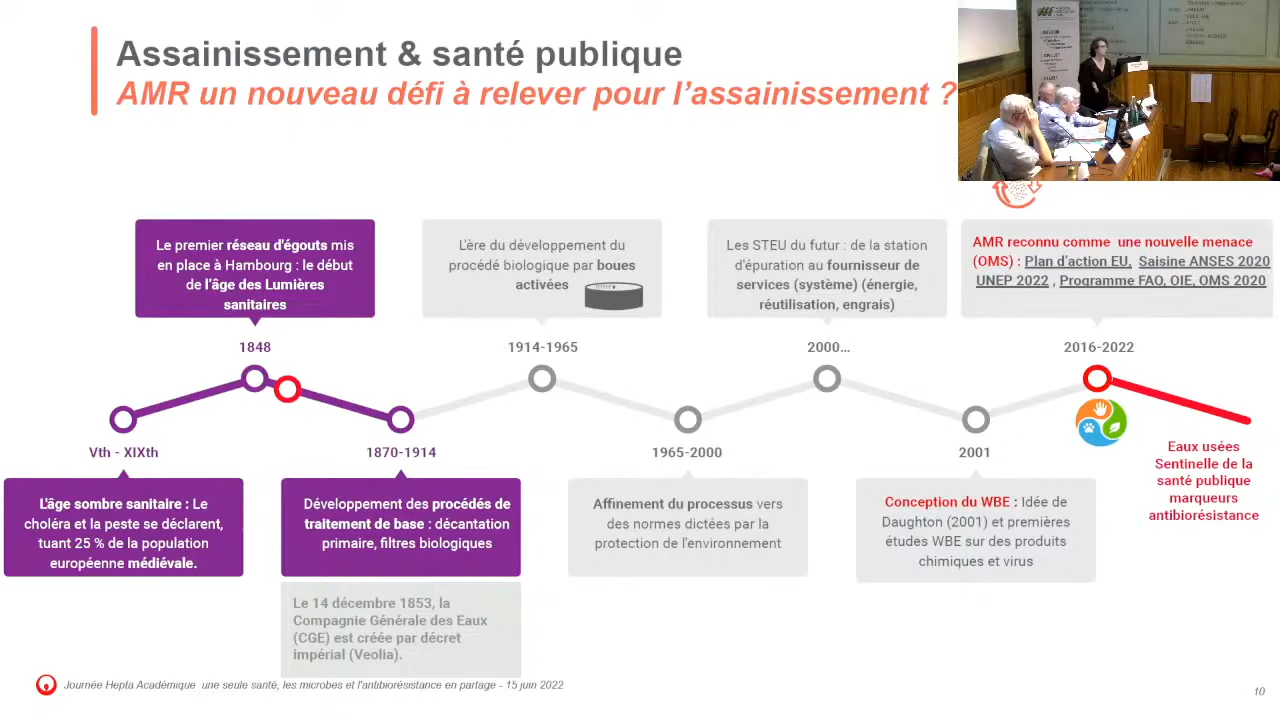 Assainissement & santé publique
AMR un nouveau défi à relever pour l'assainissement ?
Le premier réseau d'égouts mis
en place à Hambourg : le début
de l'âge des Lumières
sanitaires
L'ère du développement du
procédé biologique par boues
activées
Les STEU du futur : de la station
d'épuration au fournisseur de
services (système) (énergie,
réutilisation, engrais)
AMR reconnu comme une nouvelle menace
(OMS) : Plan d'action EU, Saisine ANSES 2020
UNEP 2022 , Programme FAO, OIE, OMS 2020
1848
1914-1965
2000...
2016-2022
Vth - XIXth
1870-1914
1965-2000
2001
Eaux usées
Sentinelle de la
santé publique
marqueurs
antibiorésistance
L'âge sombre sanitaire : Le
choléra et la peste se déclarent,
tuant 25 % de la population
européenne médiévale.
Développement des procédés de
traitement de base : décantation
primaire, filtres biologiques
Affinement du processus vers
des normes dictées par la
protection de l'environnement
Conception du WBE : Idée de
Daughton (2001) et premières
études WBE sur des produits
chimiques et virus
Le 14 décembre 1853, la
Compagnie Générale des Eaux
(CGE) est créée par décret
impérial (Veolia).
Journée Hepta Acadèmique une seule santé, les microbes et l'antibiorésistance en partage - 15 juin 2022
10